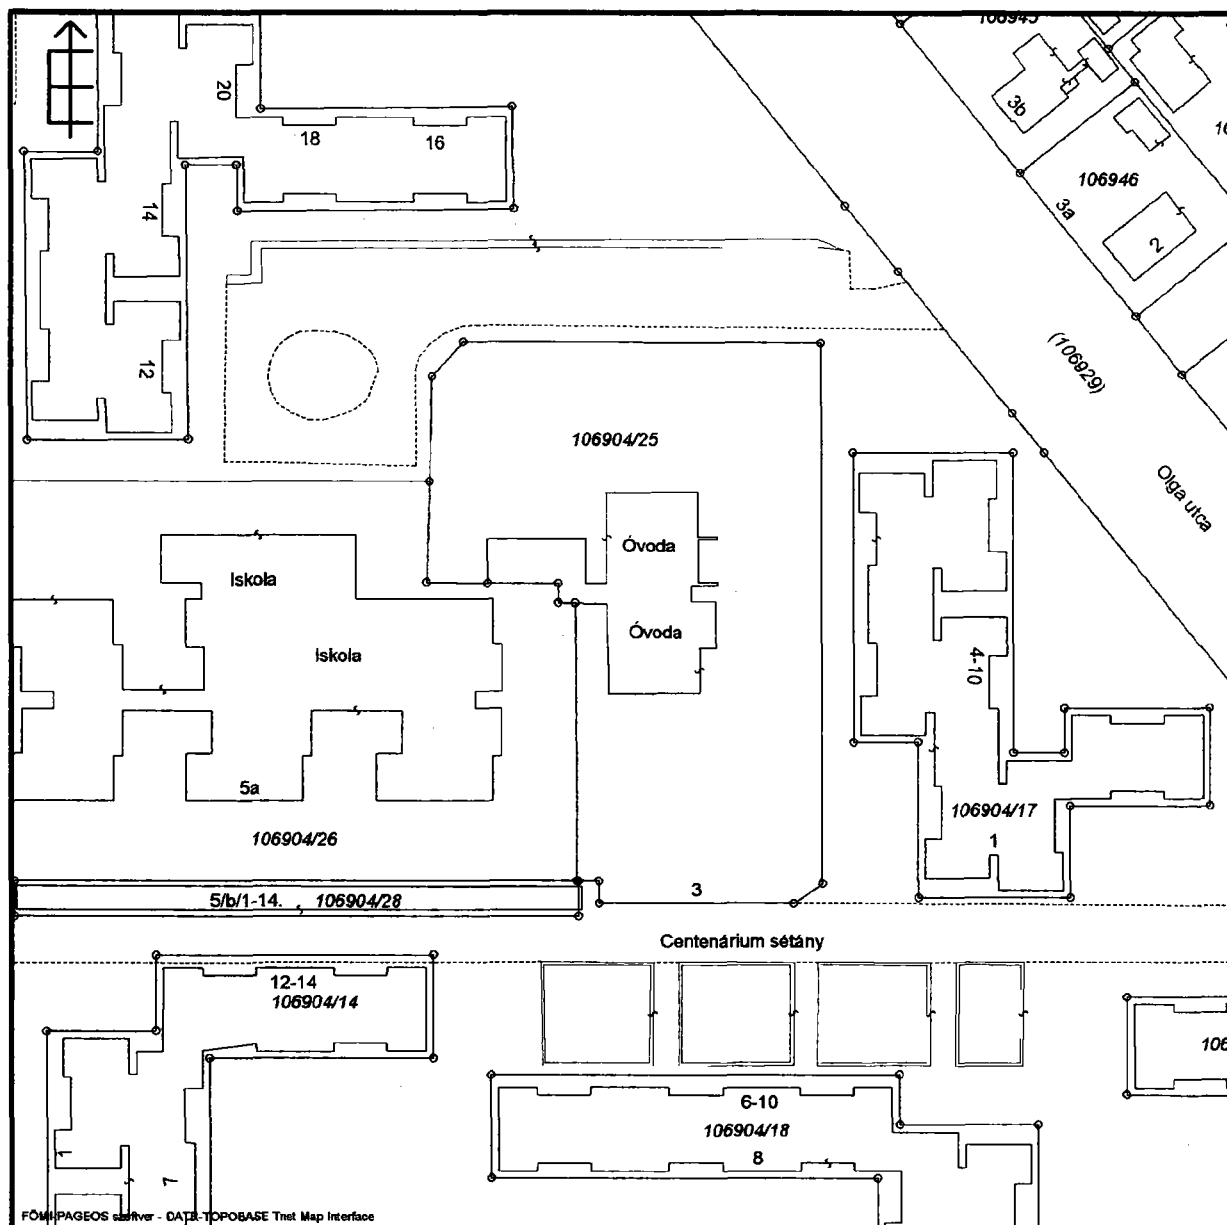 106945
20
3b
18
16
106946
14
3a
2
12
(106929)
106904/25
Olga utca
Óvoda
Iskola
Óvoda
Iskola
4-10
5a
106904/17
106904/26
1
5/b/1-14. 106904/28
3
Centenárium sétány
12-14
106904/14
6-10
106904/18
8
1
7
FÖMI-PAGEOS szoftver - DATR-TOPOBASE Tnet Map Interface